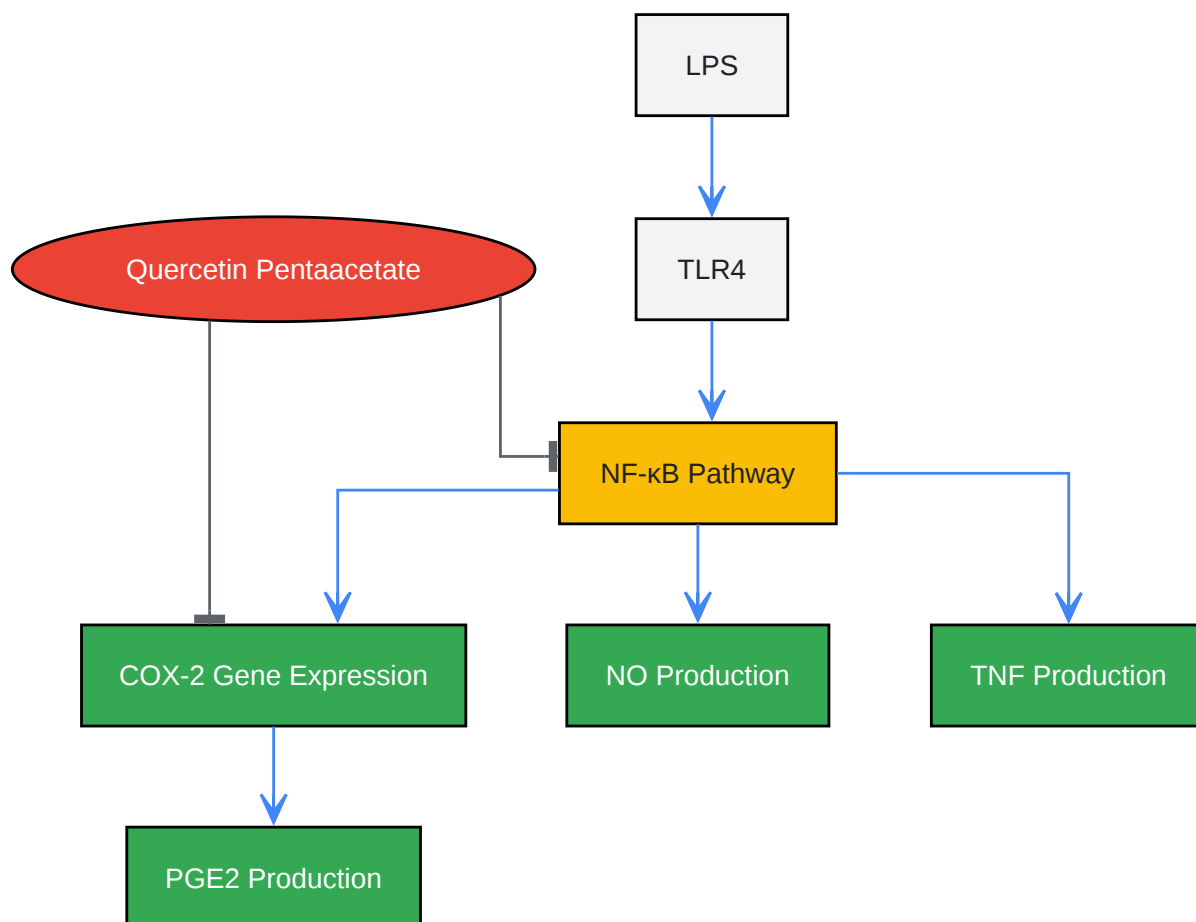 LPS
Quercetin Pentaacetate
TLR4
NF-κB Pathway
COX-2 Gene Expression
NO Production
TNF Production
PGE2 Production